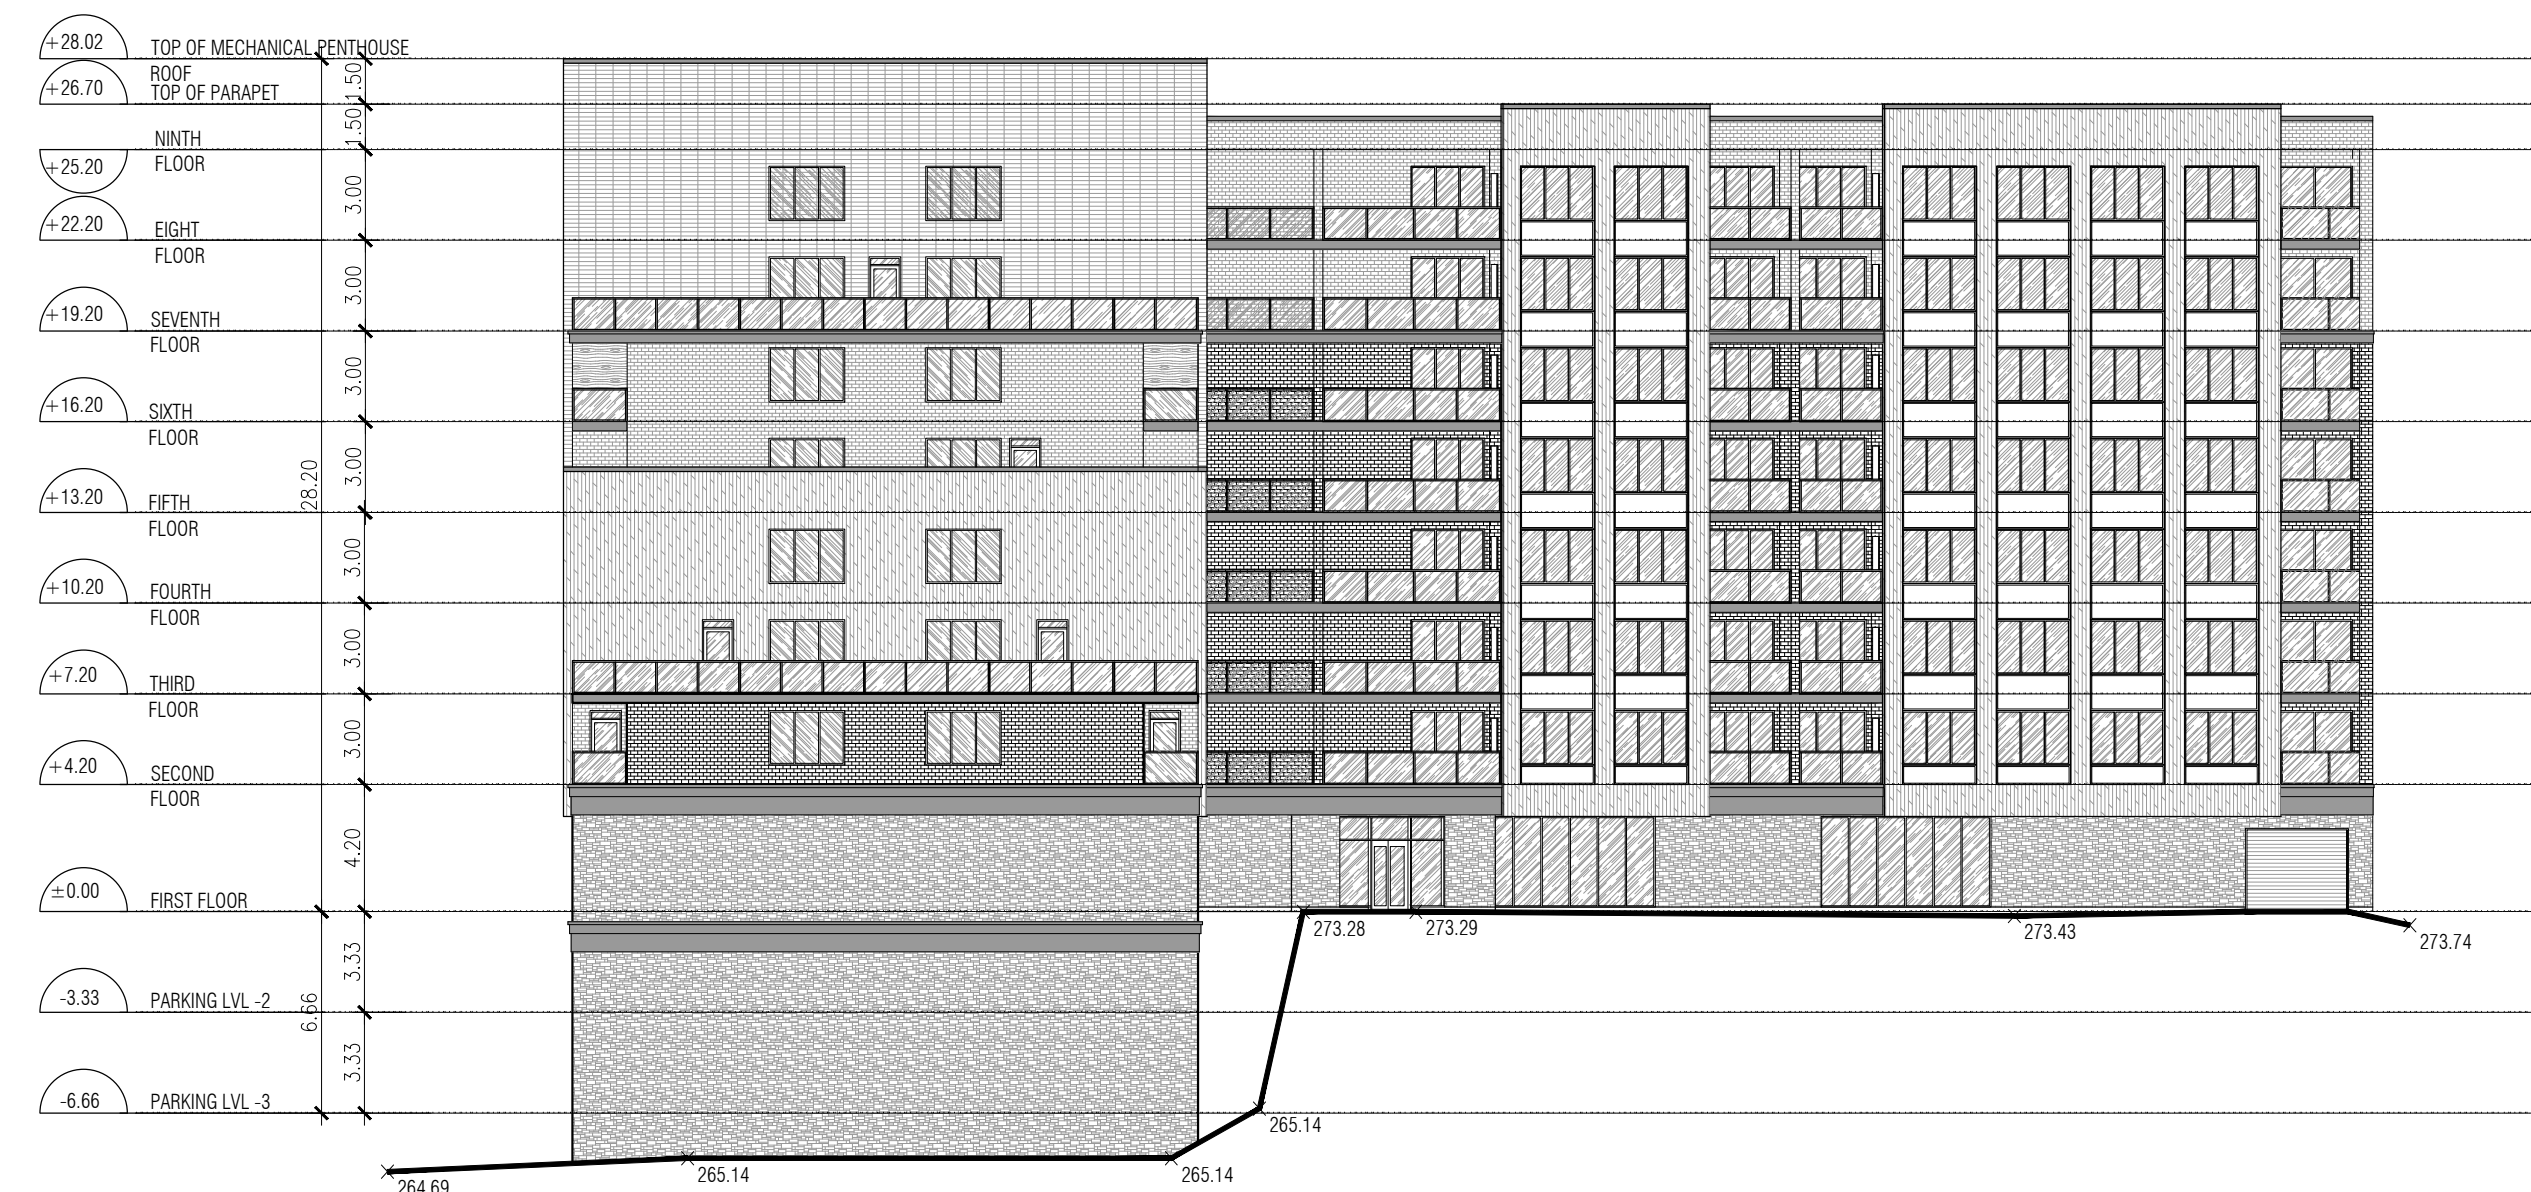 +28.02 TOP OF MECHANICAL PENTHOUSE
ROOF
+26.70 TOP OF PARAPET
NINTH
+25.20 FLOOR
+22.20 EIGHT
FLOOR
+19.20 SEVENTH
FLOOR
+16.20 SIXTH
FLOOR
+13.20 FIFTH
FLOOR
+10.20 FOURTH
FLOOR
+7.20 THIRD
FLOOR
+4.20 SECOND
FLOOR
±0.00 FIRST FLOOR
-3.33 PARKING LVL -2
-6.66 PARKING LVL -3
28.20
6.66
1.50
1.50
3.00
3.00
3.00
3.00
3.00
3.00
3.00
4.20
3.33
3.33
273.28
273.29
273.43
273.74
265.14
264.69
265.14
265.14